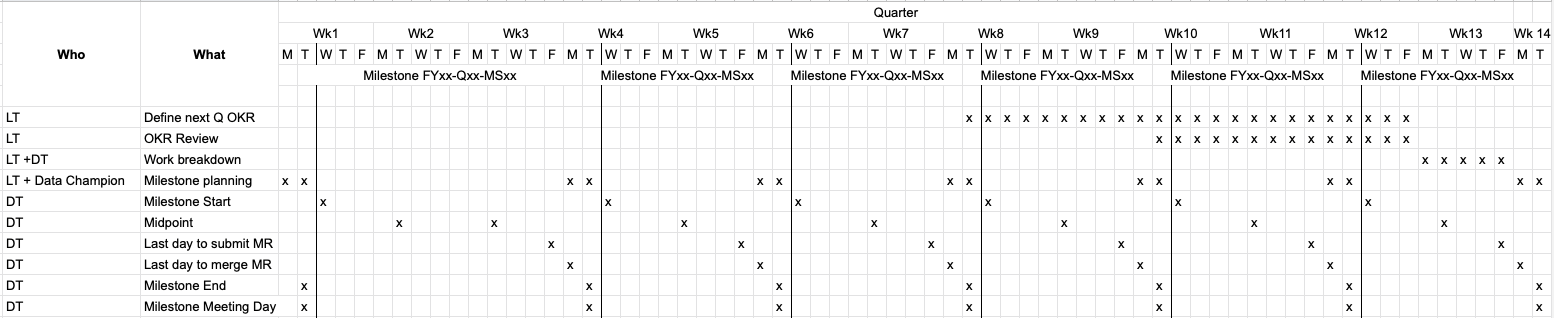 Quarter
Wk1 Wk2 Wk3 Wk4 Wk5 Wk6 Wk7 Wk8 Wk9 Wk10 Wk11 Wk12 Wk13 Wk 14
Who What M T W T F M T W T F M T W T F M T W T F M T W T F M T W T F M T W T F M T W T F M T W T F M T W T F M T W T F M T W T F M T W T F M T
Milestone FYxx-Qxx-MSxx Milestone FYxx-Qxx-MSxx Milestone FYxx-Qxx-MSxx Milestone FYxx-Qxx-MSxx Milestone FYxx-Qxx-MSxx Milestone FYxx-Qxx-MSxx
LT Define next Q OKR x x x x x x x x x x x x x x x x x x x x x x x x
LT OKR Review x x x x x x x x x x x x x x
LT +DT Work breakdown x x x x x
LT + Data Champion Milestone planning x x x x x x x x x x x x x x
DT Milestone Start x x x x x x
DT Midpoint x x x x x x x
DT Last day to submit MR x x x x x x
DT Last day to merge MR x x x x x x
DT Milestone End x x x x x x x
DT Milestone Meeting Day x x x x x x x